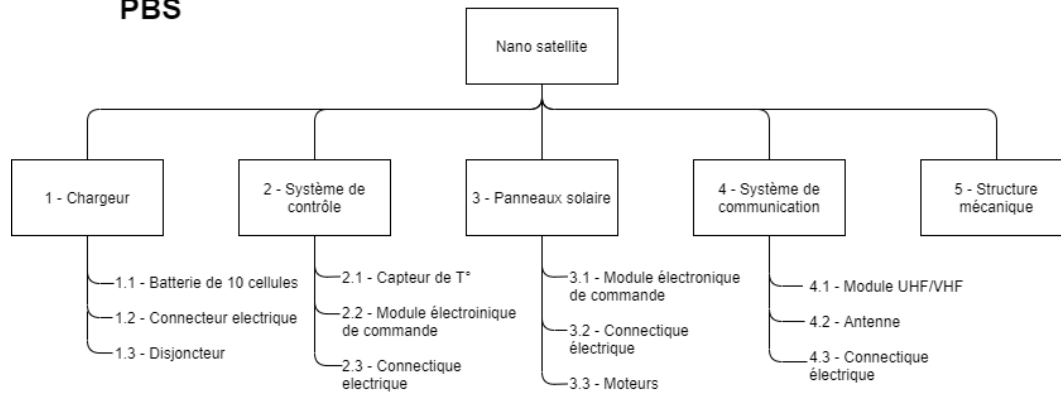 PBS
Nano satellite
1 - Chargeur
2 - Système de
contrôle
3 - Panneaux solaire
4 - Système de
communication
5 - Structure
mécanique
1.1 - Batterie de 10 cellules
1.2 - Connecteur electrique
1.3 - Disjoncteur
2.1 - Capteur de T°
2.2 - Module électroinique
de commande
2.3 - Connectique
electrique
3.1 - Module électronique
de commande
3.2 - Connectique
électrique
3.3 - Moteurs
4.1 - Module UHF/VHF
4.2 - Antenne
4.3 - Connectique
électrique